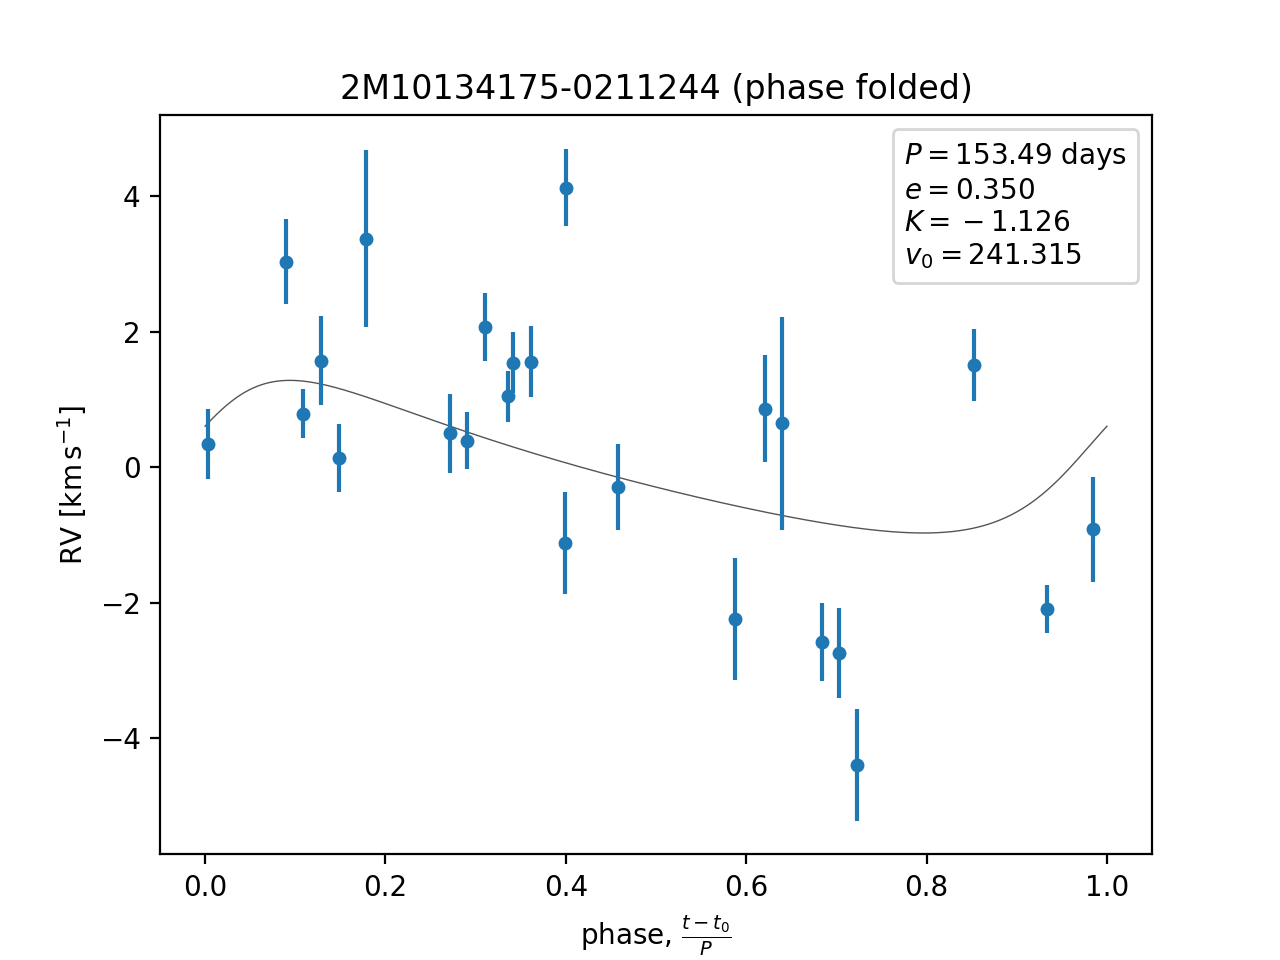 2M10134175-0211244 (phase folded)
P = 153.49 days
e = 0.350
K = −1.126
v₀ = 241.315
RV [km s⁻¹]
4
2
0
−2
−4
0.0 0.2 0.4 0.6 0.8 1.0
phase, (t − t₀)/P